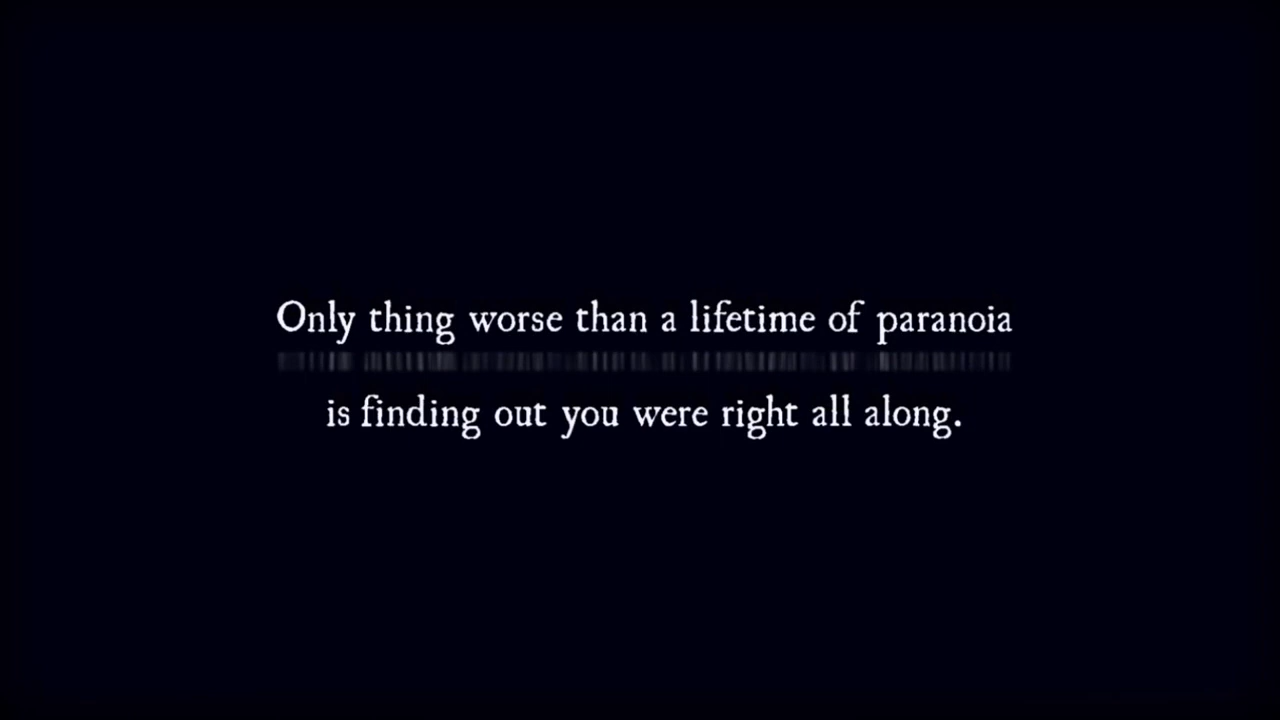 Only thing worse than a lifetime of paranoia
is finding out you were right all along.